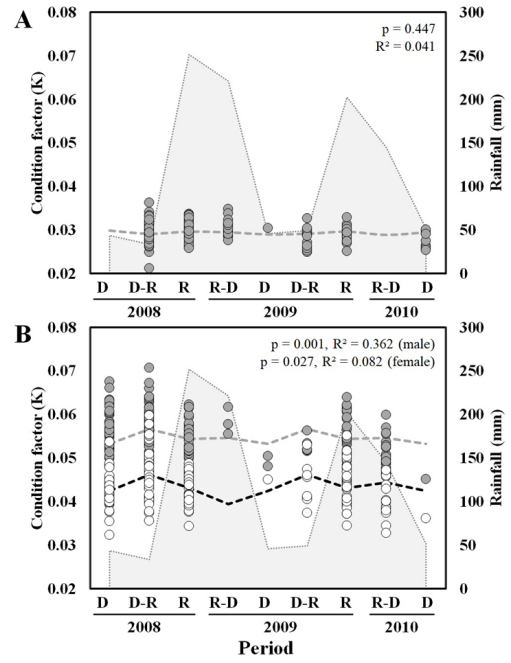 A
p = 0.447
R² = 0.041
Condition factor (K)
0.08
0.07
0.06
0.05
0.04
0.03
0.02
Rainfall (mm)
300
250
200
150
100
50
0
D D-R R R-D D D-R R R-D D
2008 2009 2010
B
p = 0.001, R² = 0.362 (male)
p = 0.027, R² = 0.082 (female)
Condition factor (K)
0.08
0.07
0.06
0.05
0.04
0.03
0.02
Rainfall (mm)
300
250
200
150
100
50
0
D D-R R R-D D D-R R R-D D
2008 2009 2010
Period